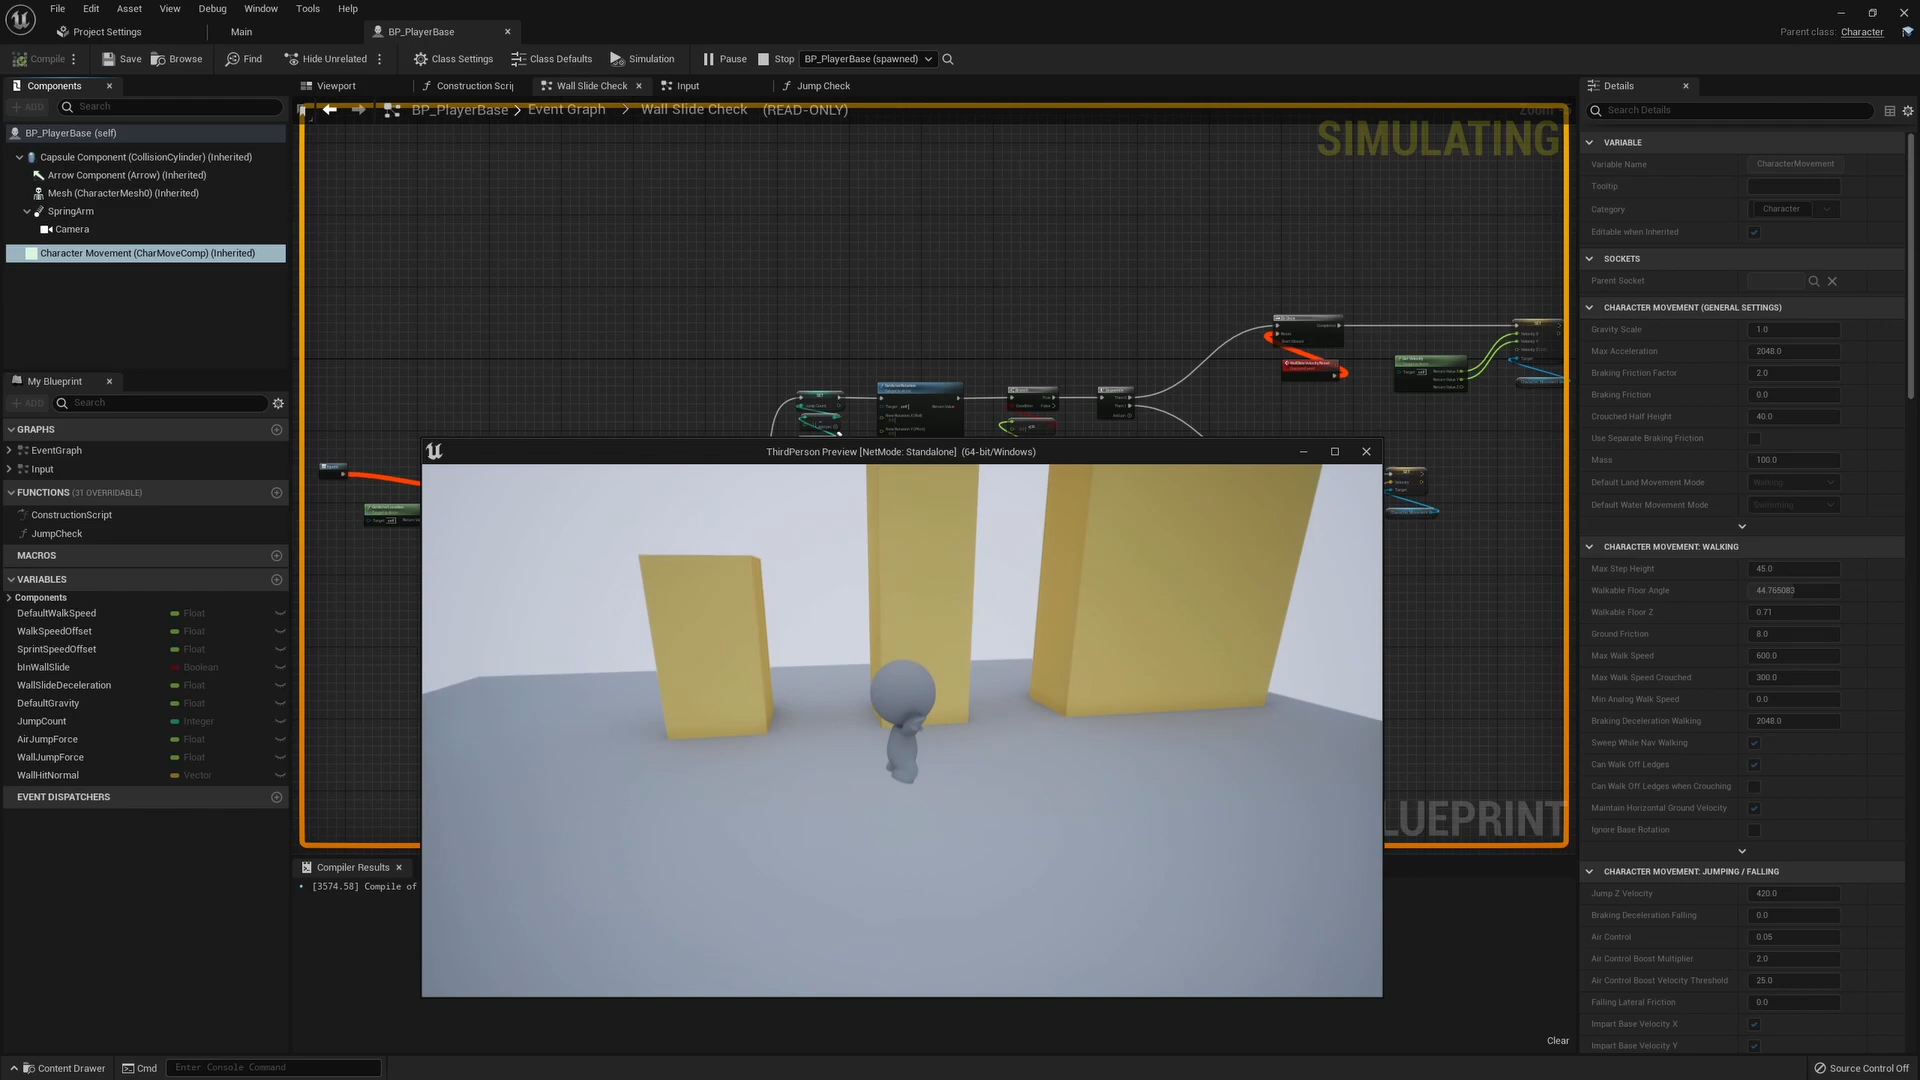 File Edit Asset View Debug Window Tools Help
Project Settings Main BP_PlayerBase
Parent class: Character
Compile Save Browse Find Hide Unrelated Class Settings Class Defaults Simulation Pause Stop BP_PlayerBase (spawned)
Components
ADD Search
BP_PlayerBase (self)
Capsule Component (CollisionCylinder) (Inherited)
Arrow Component (Arrow) (Inherited)
Mesh (CharacterMesh0) (Inherited)
SpringArm
Camera
Character Movement (CharMoveComp) (Inherited)
My Blueprint
ADD Search
GRAPHS
EventGraph
Input
FUNCTIONS (31 OVERRIDABLE)
ConstructionScript
JumpCheck
MACROS
VARIABLES
Components
DefaultWalkSpeed Float
WalkSpeedOffset Float
SprintSpeedOffset Float
bInWallSlide Boolean
WallSlideDeceleration Float
DefaultGravity Float
JumpCount Integer
AirJumpForce Float
WallJumpForce Float
WallHitNormal Vector
EVENT DISPATCHERS
Viewport Construction Scrip Wall Slide Check Input Jump Check
BP_PlayerBase > Event Graph > Wall Slide Check (READ-ONLY)
Zoom
SIMULATING
ThirdPerson Preview [NetMode: Standalone] (64-bit/Windows)
LUEPRINT
Compiler Results
[3574.58] Compile of
Clear
Details
Search Details
VARIABLE
Variable Name CharacterMovement
Tooltip
Category Character
Editable when Inherited
SOCKETS
Parent Socket
CHARACTER MOVEMENT (GENERAL SETTINGS)
Gravity Scale 1.0
Max Acceleration 2048.0
Braking Friction Factor 2.0
Braking Friction 0.0
Crouched Half Height 40.0
Use Separate Braking Friction
Mass 100.0
Default Land Movement Mode Walking
Default Water Movement Mode Swimming
CHARACTER MOVEMENT: WALKING
Max Step Height 45.0
Walkable Floor Angle 44.765083
Walkable Floor Z 0.71
Ground Friction 8.0
Max Walk Speed 600.0
Max Walk Speed Crouched 300.0
Min Analog Walk Speed 0.0
Braking Deceleration Walking 2048.0
Sweep While Nav Walking
Can Walk Off Ledges
Can Walk Off Ledges when Crouching
Maintain Horizontal Ground Velocity
Ignore Base Rotation
CHARACTER MOVEMENT: JUMPING / FALLING
Jump Z Velocity 420.0
Braking Deceleration Falling 0.0
Air Control 0.05
Air Control Boost Multiplier 2.0
Air Control Boost Velocity Threshold 25.0
Falling Lateral Friction 0.0
Impart Base Velocity X
Impart Base Velocity Y
Content Drawer Cmd Enter Console Command
Source Control Off